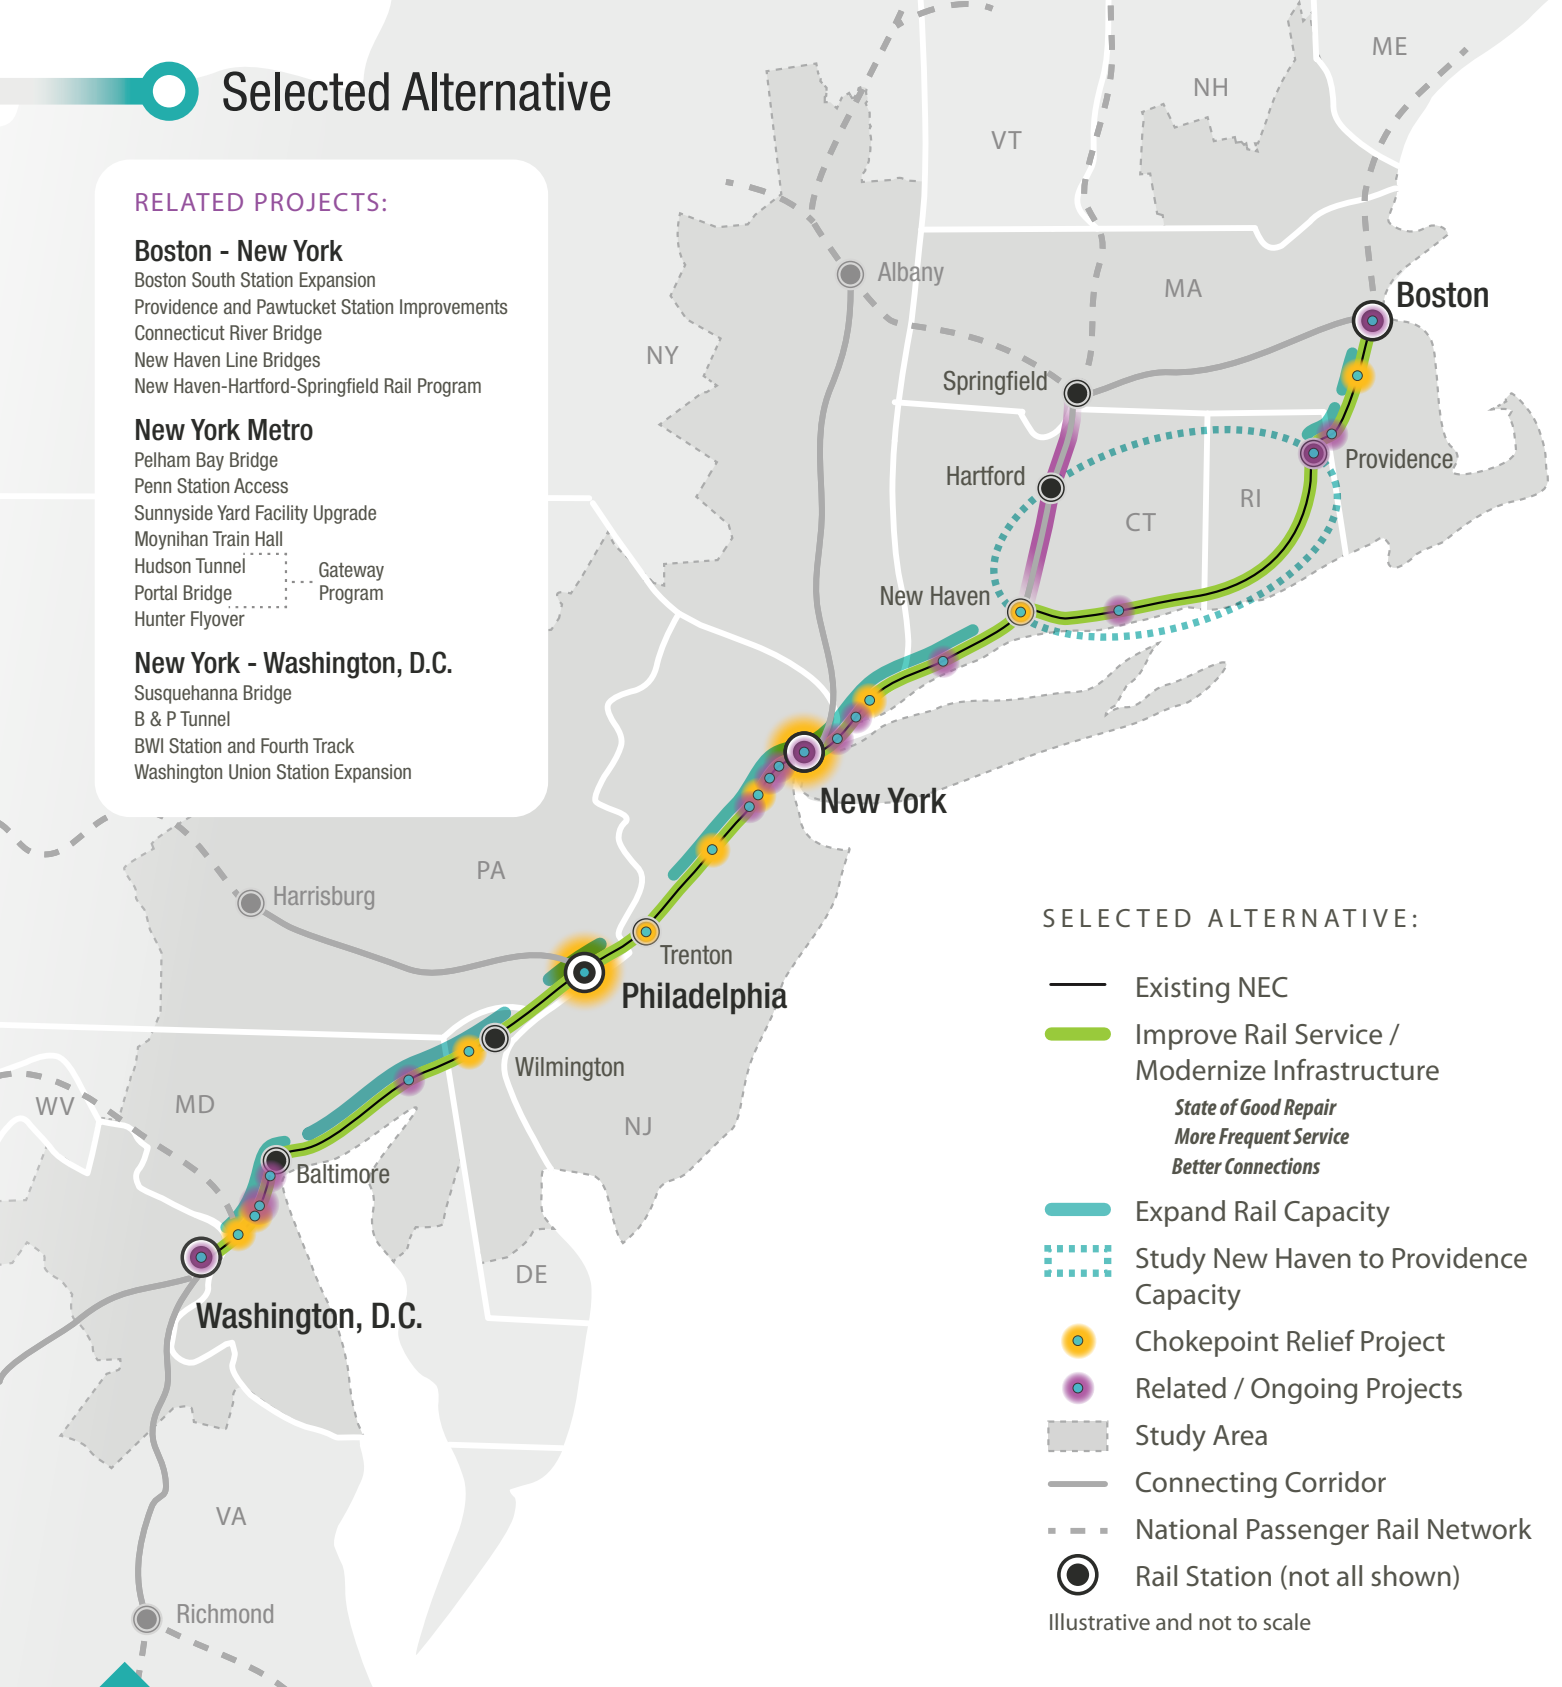 Selected Alternative
RELATED PROJECTS:
Boston - New York
Boston South Station Expansion
Providence and Pawtucket Station Improvements
Connecticut River Bridge
New Haven Line Bridges
New Haven-Hartford-Springfield Rail Program
New York Metro
Pelham Bay Bridge
Penn Station Access
Sunnyside Yard Facility Upgrade
Moynihan Train Hall
Hudson Tunnel
Portal Bridge
Gateway
Program
Hunter Flyover
New York - Washington, D.C.
Susquehanna Bridge
B & P Tunnel
BWI Station and Fourth Track
Washington Union Station Expansion
ME
NH
VT
Albany
MA
Boston
NY
Springfield
Providence
Hartford
RI
CT
New Haven
New York
PA
Harrisburg
Trenton
Philadelphia
Wilmington
WV
MD
NJ
Baltimore
DE
Washington, D.C.
VA
Richmond
SELECTED ALTERNATIVE:
Existing NEC
Improve Rail Service /
Modernize Infrastructure
State of Good Repair
More Frequent Service
Better Connections
Expand Rail Capacity
Study New Haven to Providence
Capacity
Chokepoint Relief Project
Related / Ongoing Projects
Study Area
Connecting Corridor
National Passenger Rail Network
Rail Station (not all shown)
Illustrative and not to scale